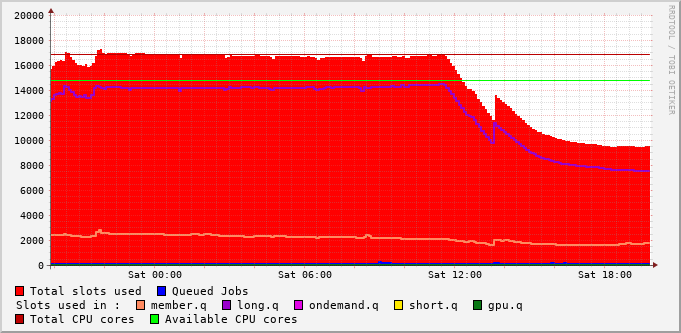 20000
18000
16000
14000
12000
10000
8000
6000
4000
2000
0
Sat 00:00 Sat 06:00 Sat 12:00 Sat 18:00
RRDTOOL / TOBI OETIKER
Total slots used Queued Jobs
Slots used in : member.q long.q ondemand.q short.q gpu.q
Total CPU cores Available CPU cores